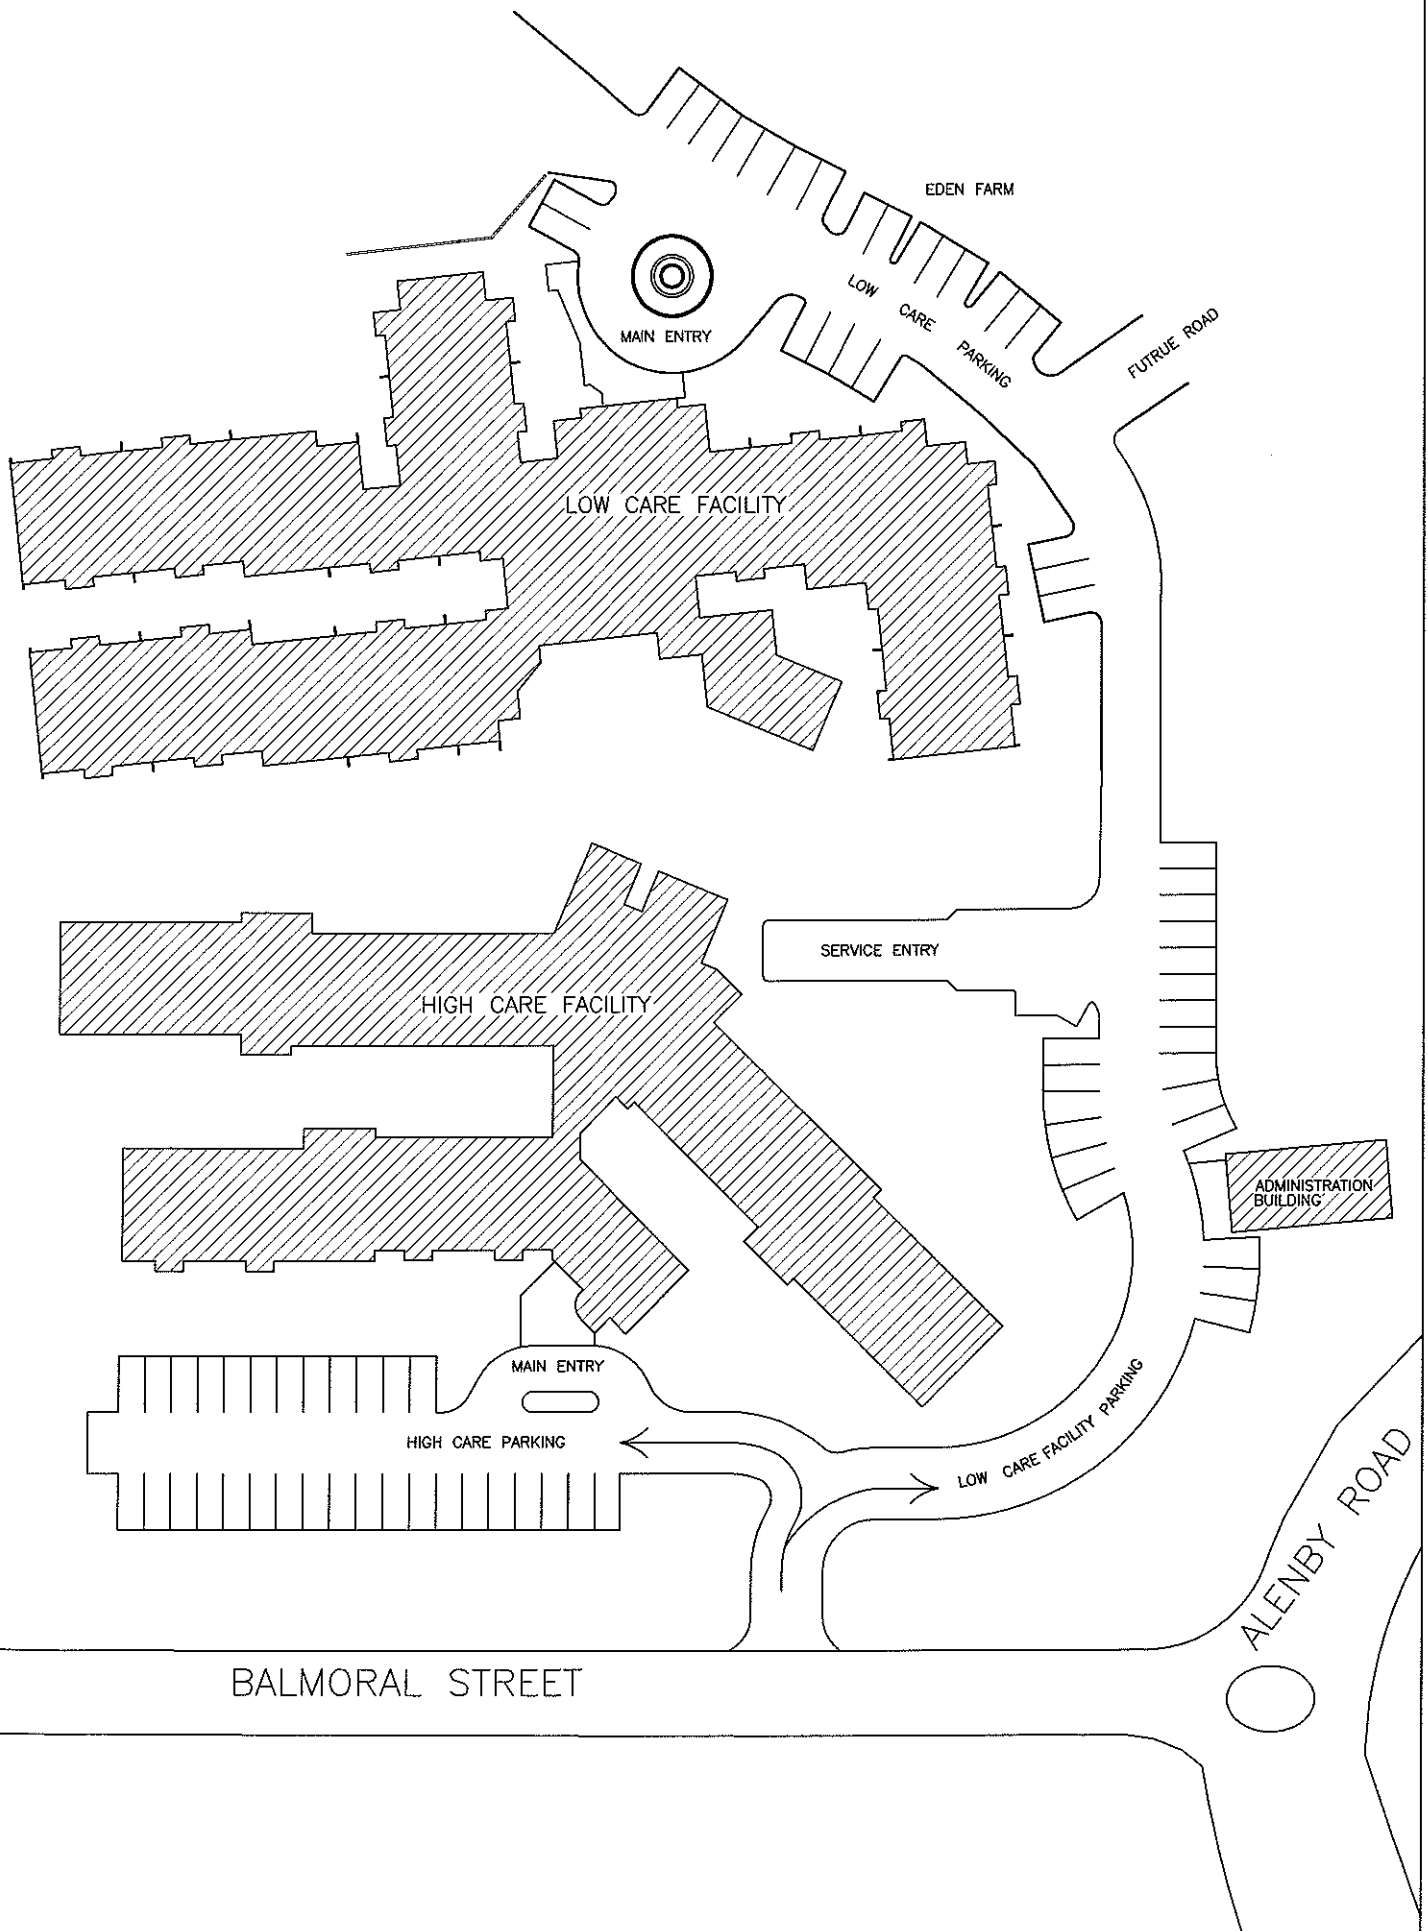 EDEN FARM
LOW CARE PARKING
FUTRUE ROAD
MAIN ENTRY
LOW CARE FACILITY
SERVICE ENTRY
HIGH CARE FACILITY
ADMINISTRATION
BUILDING
MAIN ENTRY
HIGH CARE PARKING
LOW CARE FACILITY PARKING
ALENBY ROAD
BALMORAL STREET